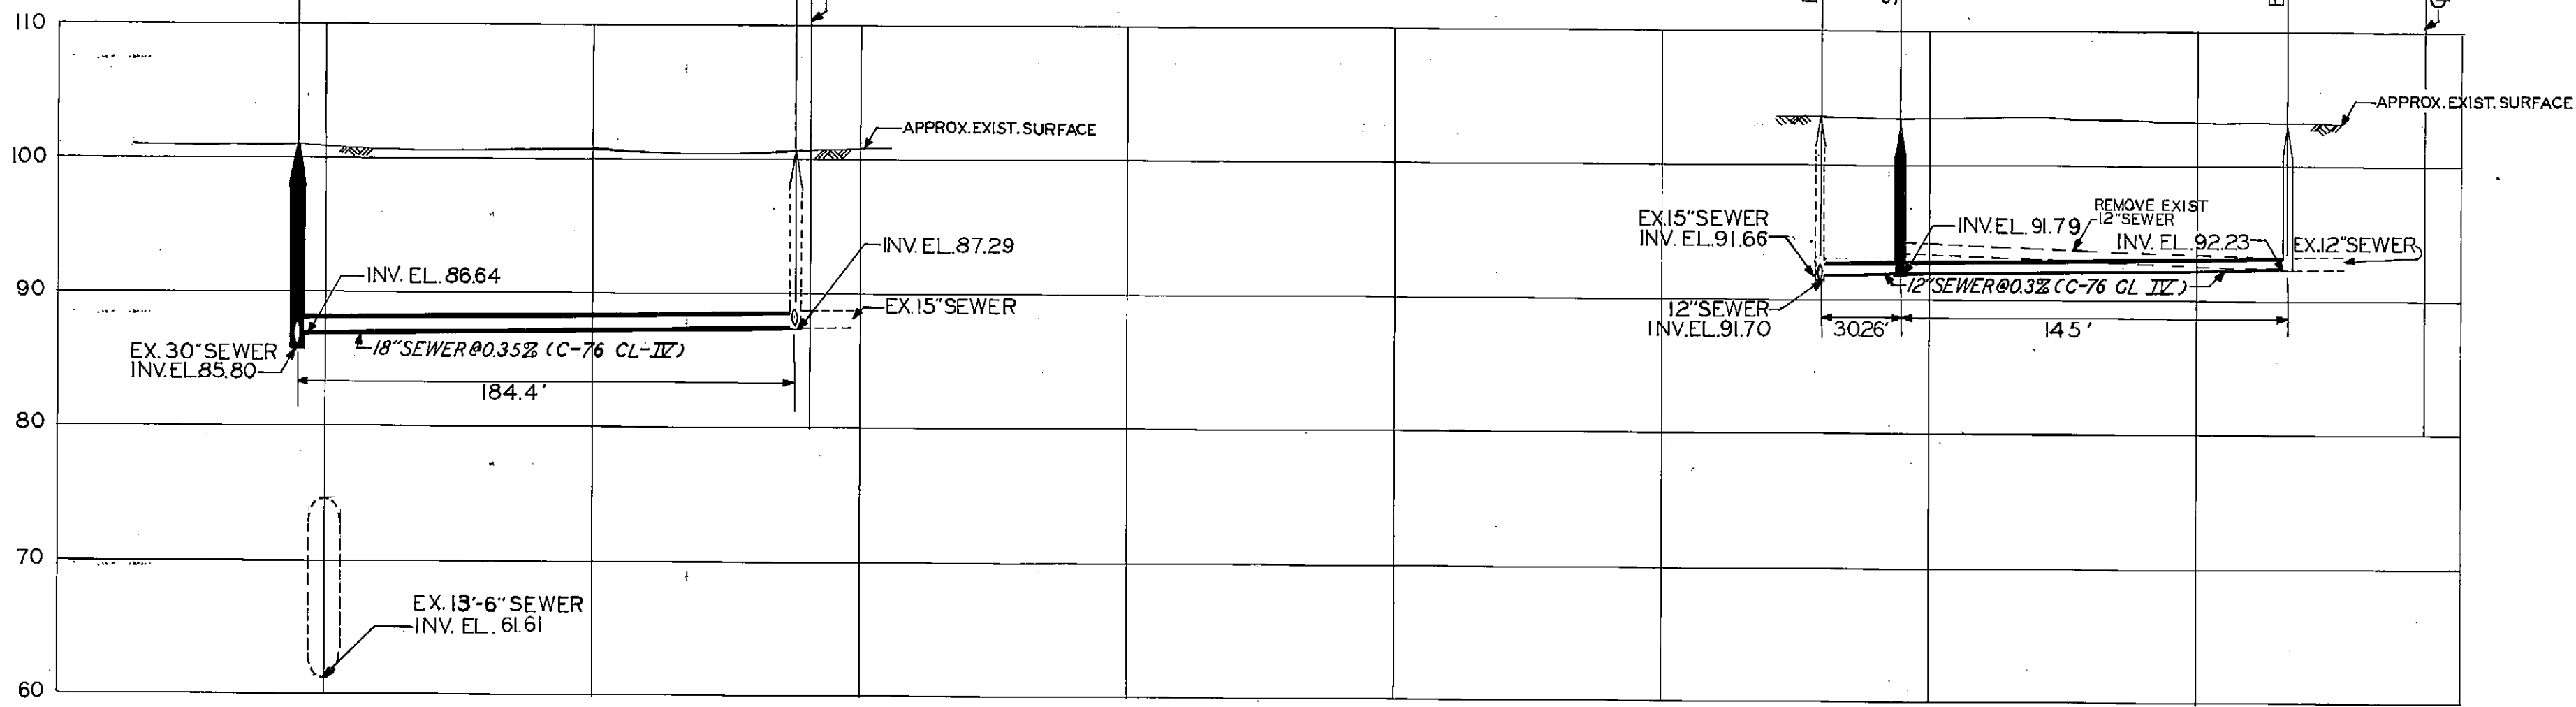 110
100
90
80
70
60
APPROX.EXIST.SURFACE
INV.EL.87.29
INV. EL.86.64
EX.15"SEWER
EX. 30"SEWER
INV.EL.85.80
18"SEWER@0.35% (C-76 CL-IV)
184.4'
EX. 13'-6" SEWER
INV. EL. 61.61
APPROX.EXIST.SURFACE
EX.15"SEWER
INV.EL.91.66
INV.EL.91.79
REMOVE EXIST
12"SEWER
INV. EL.92.23
EX.12"SEWER
12"SEWER@0.3% (C-76 CL IV)
12"SEWER
INV.EL.91.70
30.26'
145'